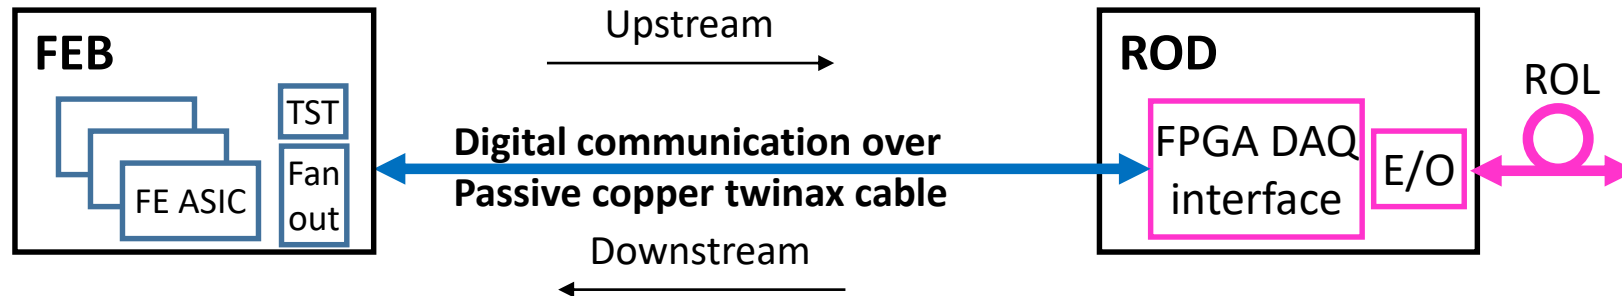 Upstream
FEB
ROD
ROL
TST
FE ASIC
Fan
out
Digital communication over
Passive copper twinax cable
FPGA DAQ
interface
E/O
Downstream